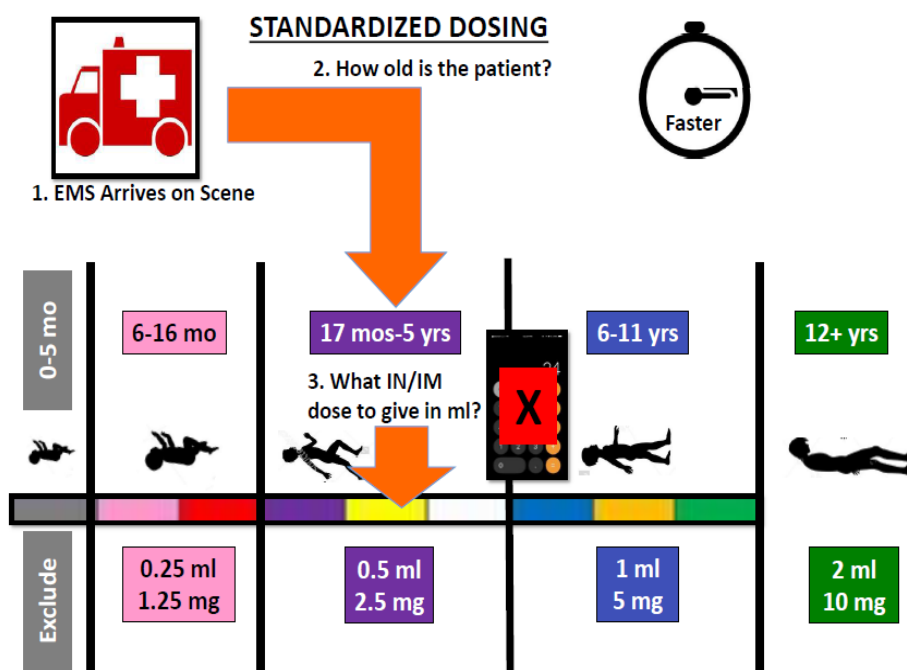 STANDARDIZED DOSING
2. How old is the patient?
Faster
1. EMS Arrives on Scene
0-5 mo
6-16 mo
17 mos-5 yrs
6-11 yrs
12+ yrs
3. What IN/IM
dose to give in ml?
24
X
Exclude
0.25 ml
1.25 mg
0.5 ml
2.5 mg
1 ml
5 mg
2 ml
10 mg